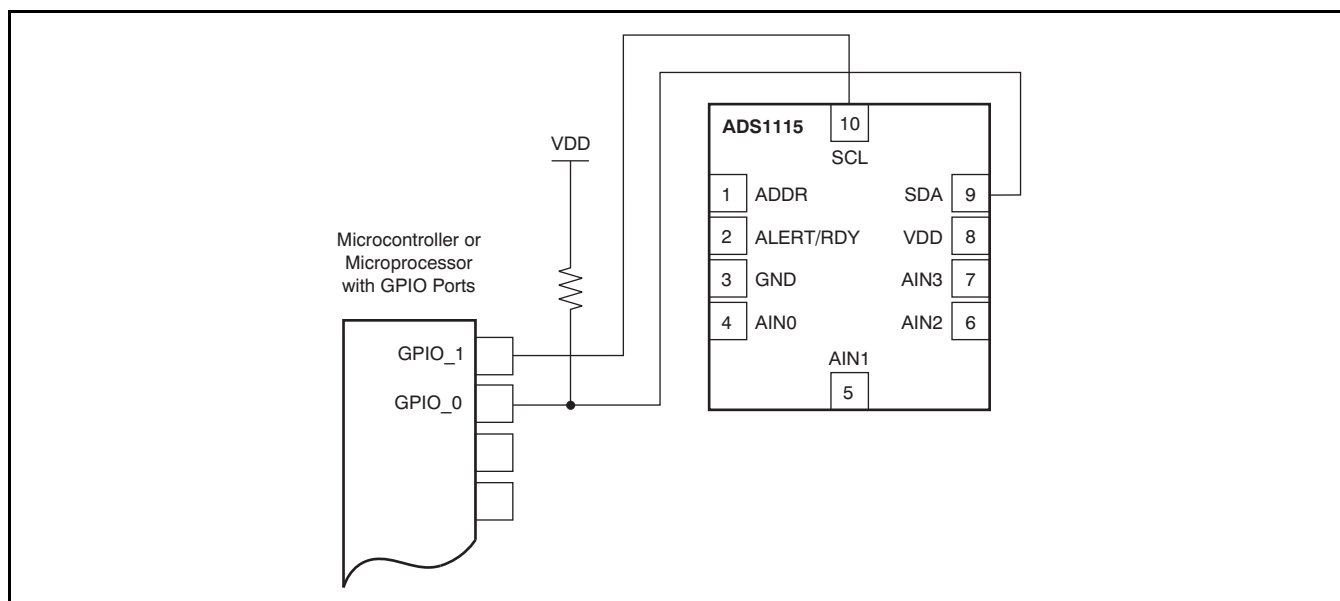 VDD
Microcontroller or
Microprocessor
with GPIO Ports
GPIO_1
GPIO_0
ADS1115
10
SCL
1 ADDR
SDA 9
2 ALERT/RDY
VDD 8
3 GND
AIN3 7
4 AIN0
AIN2 6
AIN1
5